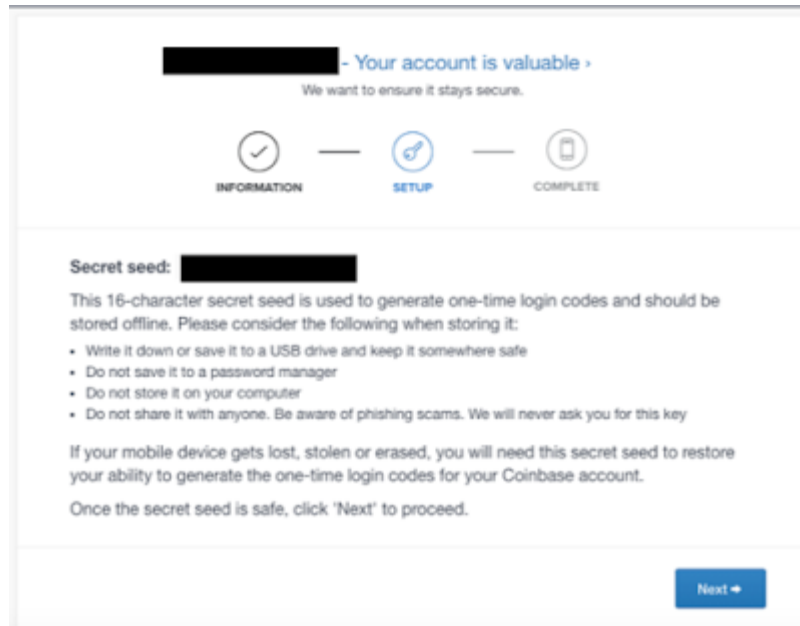 - Your account is valuable ›
We want to ensure it stays secure.
INFORMATION
SETUP
COMPLETE
Secret seed:
This 16-character secret seed is used to generate one-time login codes and should be
stored offline. Please consider the following when storing it:
• Write it down or save it to a USB drive and keep it somewhere safe
• Do not save it to a password manager
• Do not store it on your computer
• Do not share it with anyone. Be aware of phishing scams. We will never ask you for this key
If your mobile device gets lost, stolen or erased, you will need this secret seed to restore
your ability to generate the one-time login codes for your Coinbase account.
Once the secret seed is safe, click 'Next' to proceed.
Next ➔